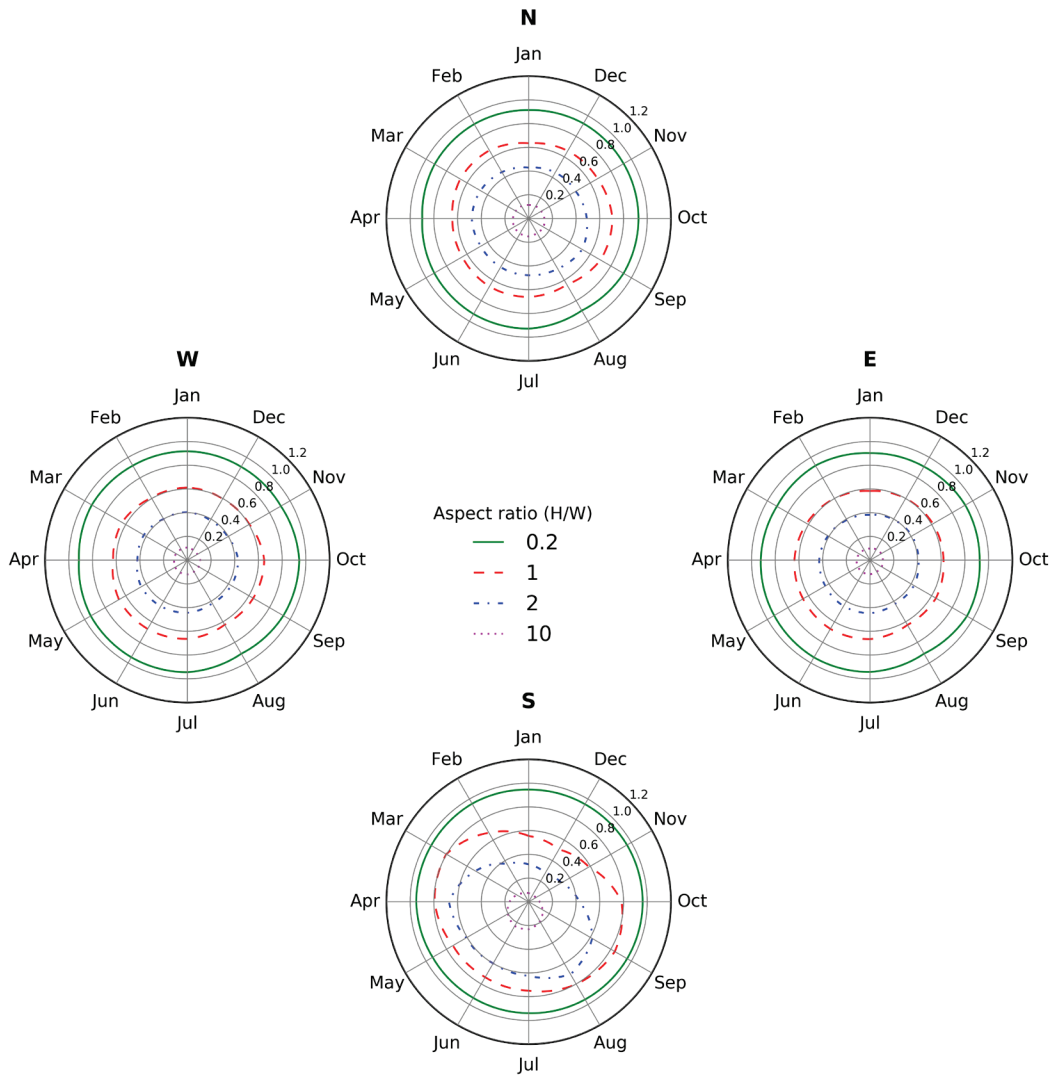 N
Jan
Feb Dec
1.2
Mar 1.0 Nov
0.8
0.6
0.4
0.2
Apr Oct
May Sep
Jun Aug
Jul
W
Jan
Feb Dec
1.2
Mar 1.0 Nov
0.8
0.6
0.4
0.2
Apr Oct
May Sep
Jun Aug
Jul
E
Jan
Feb Dec
1.2
Mar 1.0 Nov
0.8
0.6
0.4
0.2
Apr Oct
May Sep
Jun Aug
Jul
Aspect ratio (H/W)
0.2
1
2
10
S
Jan
Feb Dec
1.2
Mar 1.0 Nov
0.8
0.6
0.4
0.2
Apr Oct
May Sep
Jun Aug
Jul